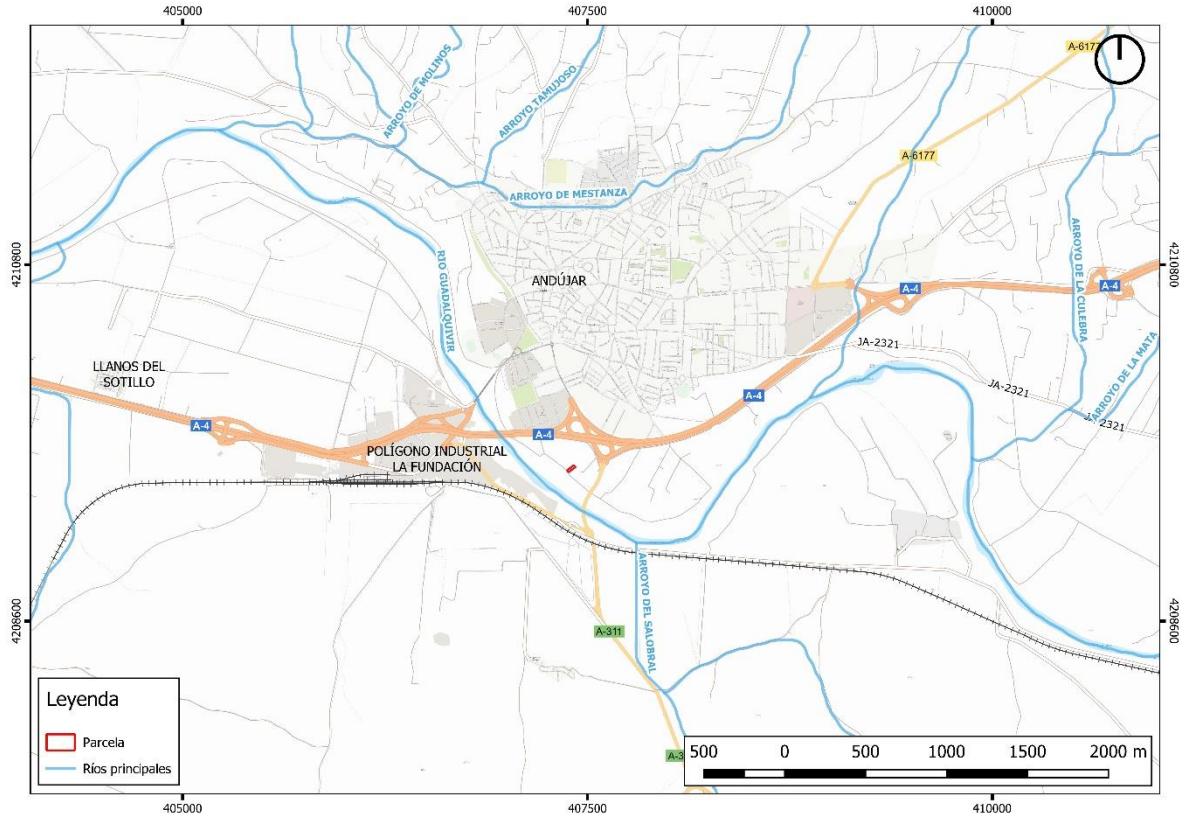 405000
407500
410000
A-6177
ARROYO DE MOLINOS
ARROYO TAMUJOSO
A-6177
ARROYO DE MESTANZA
ARROYO DE LA CULEBRA
4210800
RIO GUADALQUIVIR
ANDÚJAR
4210800
A-4
A-4
JA-2321
ARROYO DE LA MATA
LLANOS DEL
SOTILLO
JA-2321
A-4
JA-2321
A-4
A-4
POLÍGONO INDUSTRIAL
LA FUNDACIÓN
ARROYO DEL SALOBRAL
4208600
A-311
4208600
Leyenda
Parcela
Ríos principales
A-3
500 0 500 1000 1500 2000 m
405000
407500
410000